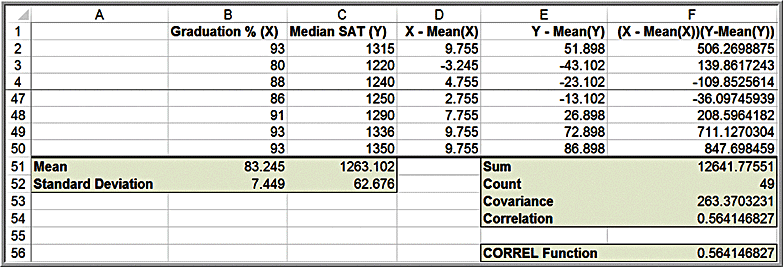 A B C D E F
1 Graduation % (X) Median SAT (Y) X - Mean(X) Y - Mean(Y) (X - Mean(X))(Y-Mean(Y))
2 93 1315 9.755 51.898 506.2698875
3 80 1220 -3.245 -43.102 139.8617243
4 88 1240 4.755 -23.102 -109.8525614
47 86 1250 2.755 -13.102 -36.09745939
48 91 1290 7.755 26.898 208.5964182
49 93 1336 9.755 72.898 711.1270304
50 93 1350 9.755 86.898 847.698459
51 Mean 83.245 1263.102 Sum 12641.77551
52 Standard Deviation 7.449 62.676 Count 49
53 Covariance 263.3703231
54 Correlation 0.564146827
55
56 CORREL Function 0.564146827